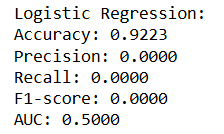 Logistic Regression:
Accuracy: 0.9223
Precision: 0.0000
Recall: 0.0000
F1-score: 0.0000
AUC: 0.5000